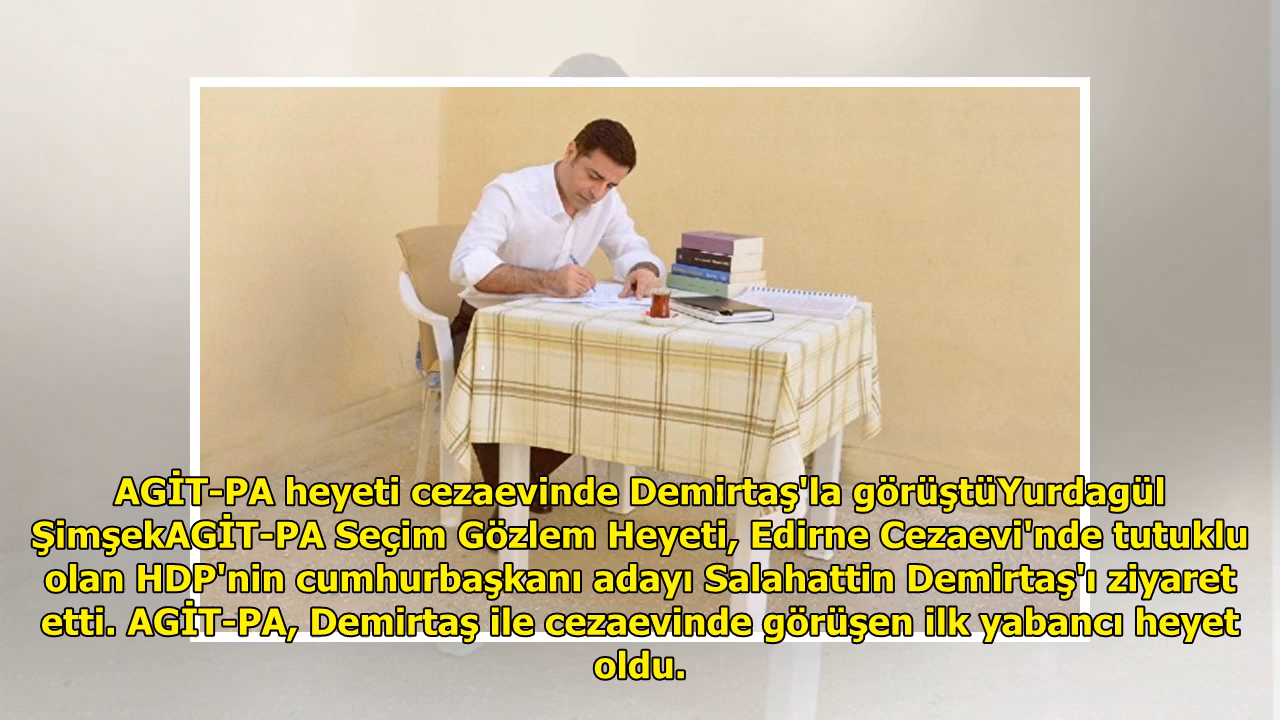 AGİT-PA heyeti cezaevinde Demirtaş'la görüştüYurdagül
ŞimşekAGİT-PA Seçim Gözlem Heyeti, Edirne Cezaevi'nde tutuklu
olan HDP'nin cumhurbaşkanı adayı Salahattin Demirtaş'ı ziyaret
etti. AGİT-PA, Demirtaş ile cezaevinde görüşen ilk yabancı heyet
oldu.